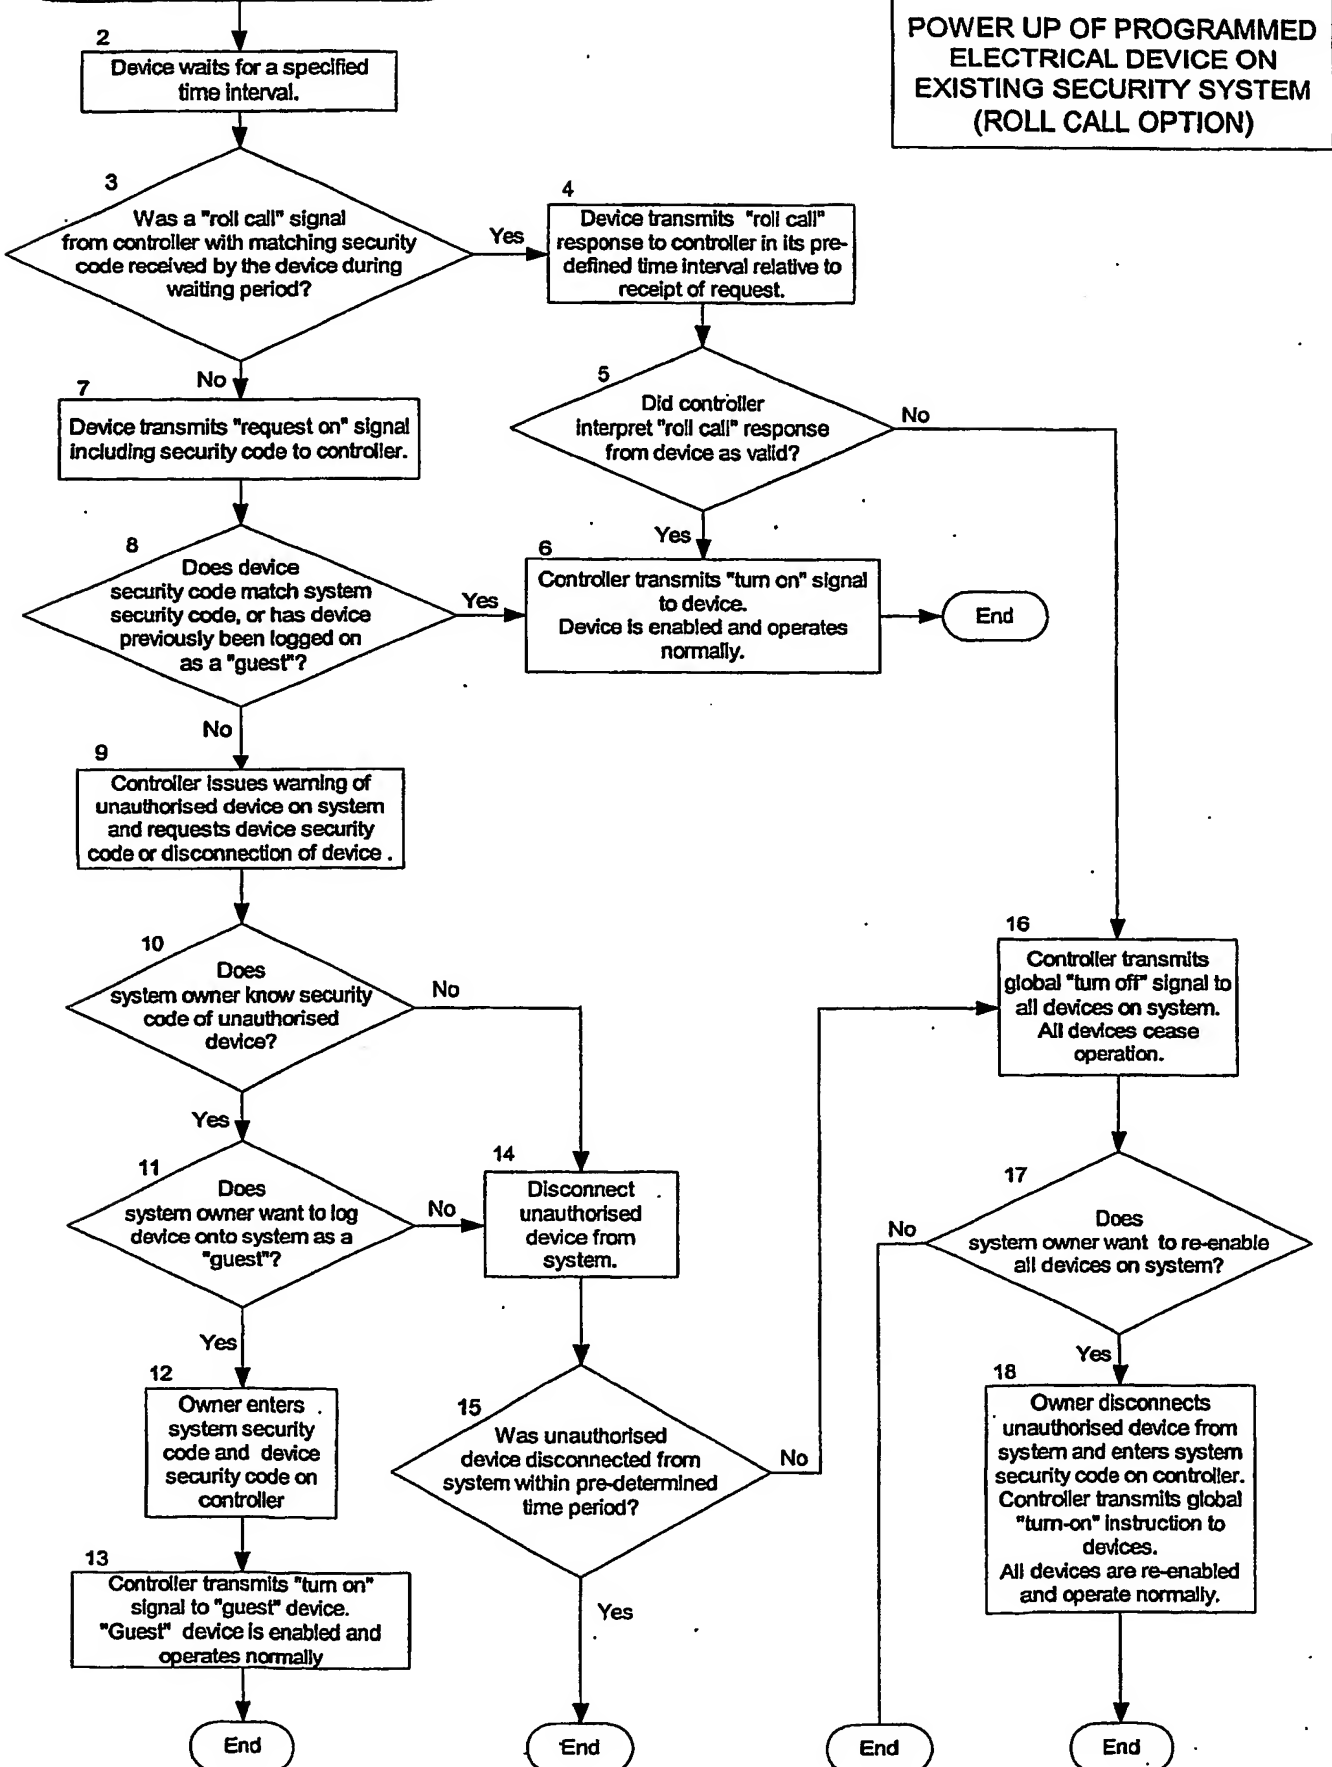 POWER UP OF PROGRAMMED
ELECTRICAL DEVICE ON
EXISTING SECURITY SYSTEM
(ROLL CALL OPTION)
2
Device waits for a specified
time interval.
3
Was a "roll call" signal
from controller with matching security
code received by the device during
waiting period?
Yes
4
Device transmits "roll call"
response to controller in its pre-
defined time interval relative to
receipt of request.
No
5
Did controller
interpret "roll call" response
from device as valid?
No
7
Device transmits "request on" signal
including security code to controller.
Yes
6
Controller transmits "turn on" signal
to device.
Device is enabled and operates
normally.
End
8
Does device
security code match system
security code, or has device
previously been logged on
as a "guest"?
Yes
No
9
Controller issues warning of
unauthorised device on system
and requests device security
code or disconnection of device .
10
Does
system owner know security
code of unauthorised
device?
No
16
Controller transmits
global "turn off" signal to
all devices on system.
All devices cease
operation.
Yes
11
Does
system owner want to log
device onto system as a
"guest"?
No
14
Disconnect
unauthorised
device from
system.
17
Does
system owner want to re-enable
all devices on system?
No
Yes
12
Owner enters
system security
code and device
security code on
controller
15
Was unauthorised
device disconnected from
system within pre-determined
time period?
No
Yes
18
Owner disconnects
unauthorised device from
system and enters system
security code on controller.
Controller transmits global
"turn-on" instruction to
devices.
All devices are re-enabled
and operate normally.
13
Controller transmits "turn on"
signal to "guest" device.
"Guest" device is enabled and
operates normally
Yes
End
End
End
End